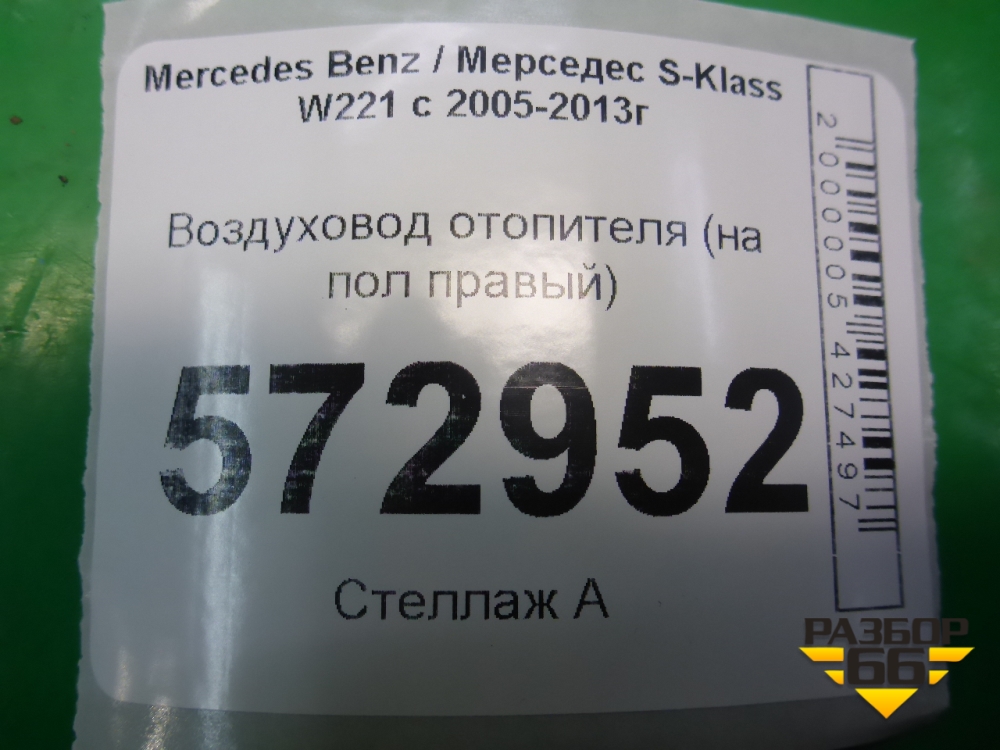 Mercedes Benz / Мерседес S-Klass
W221 с 2005-2013г
Воздуховод отопителя (на
пол правый)
572952
Стеллаж А
2000005427497
РАЗБОР
66